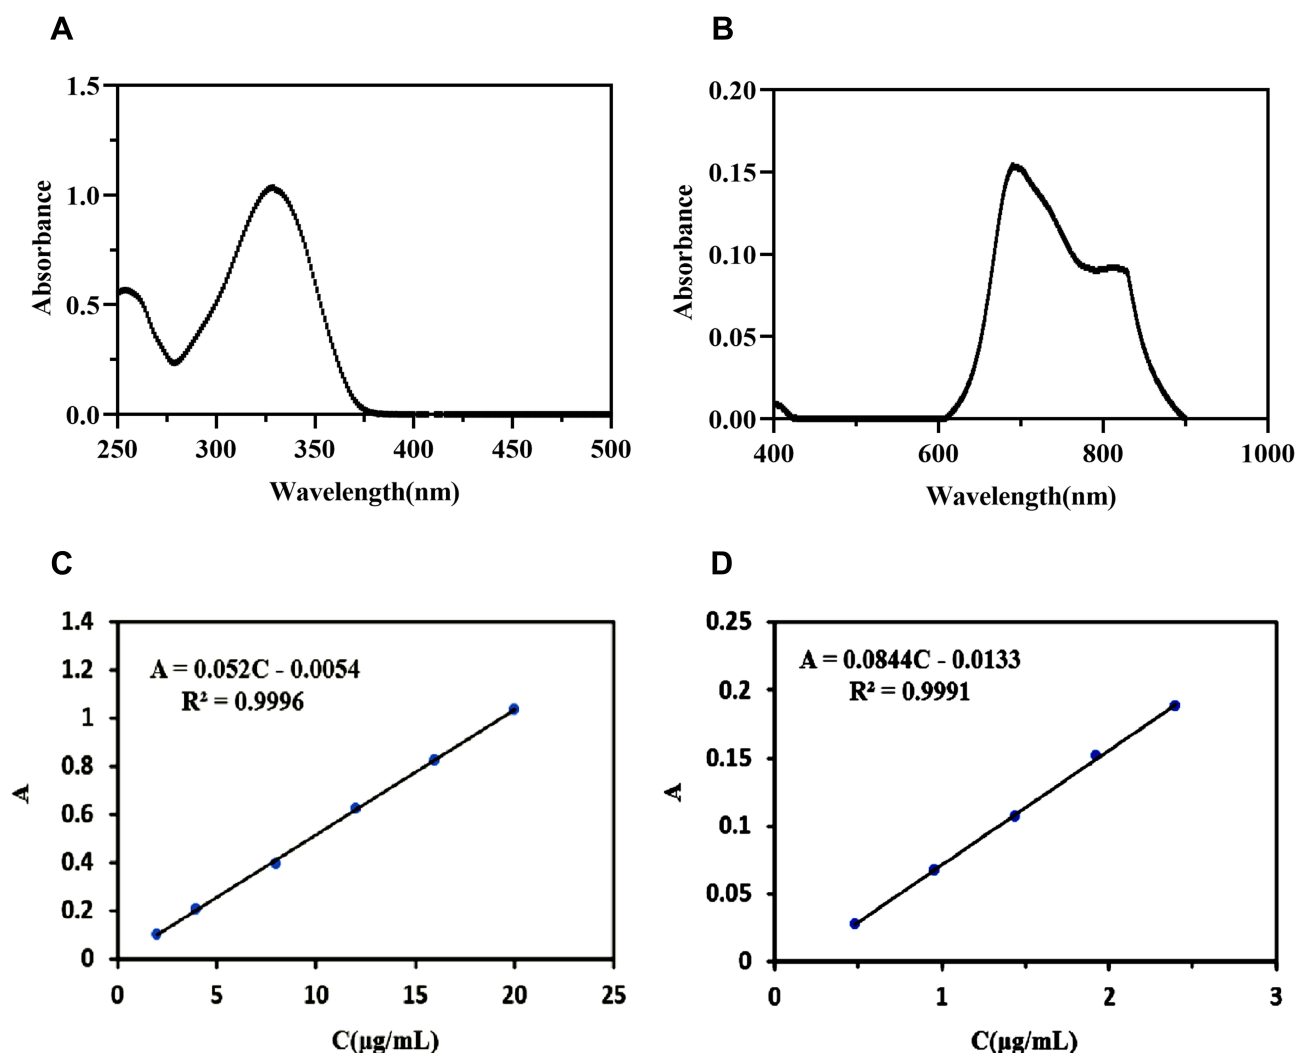 A
1.5
1.0
0.5
0.0
Absorbance
250 300 350 400 450 500
Wavelength(nm)
B
0.20
0.15
0.10
0.05
0.00
Absorbance
400 600 800 1000
Wavelength(nm)
C
1.4
1.2
1
0.8
0.6
0.4
0.2
0
A
A = 0.052C - 0.0054
R² = 0.9996
0 5 10 15 20 25
C(μg/mL)
D
0.25
0.2
0.15
0.1
0.05
0
A
A = 0.0844C - 0.0133
R² = 0.9991
0 1 2 3
C(μg/mL)